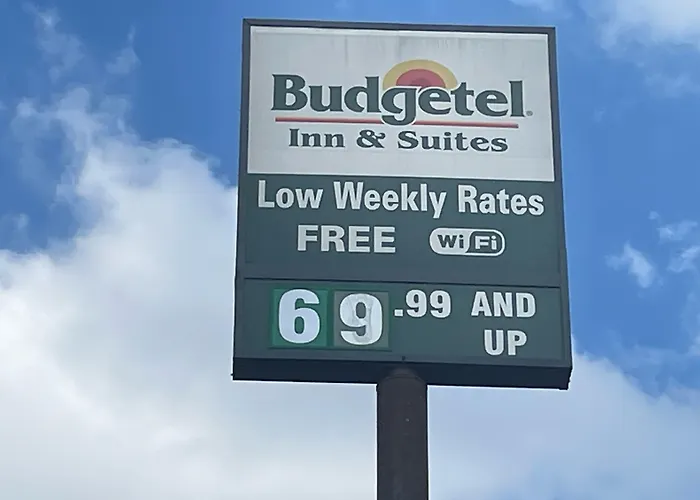 Budgetel®
Inn & Suites
Low Weekly Rates
FREE WiFi
69.99 AND
UP